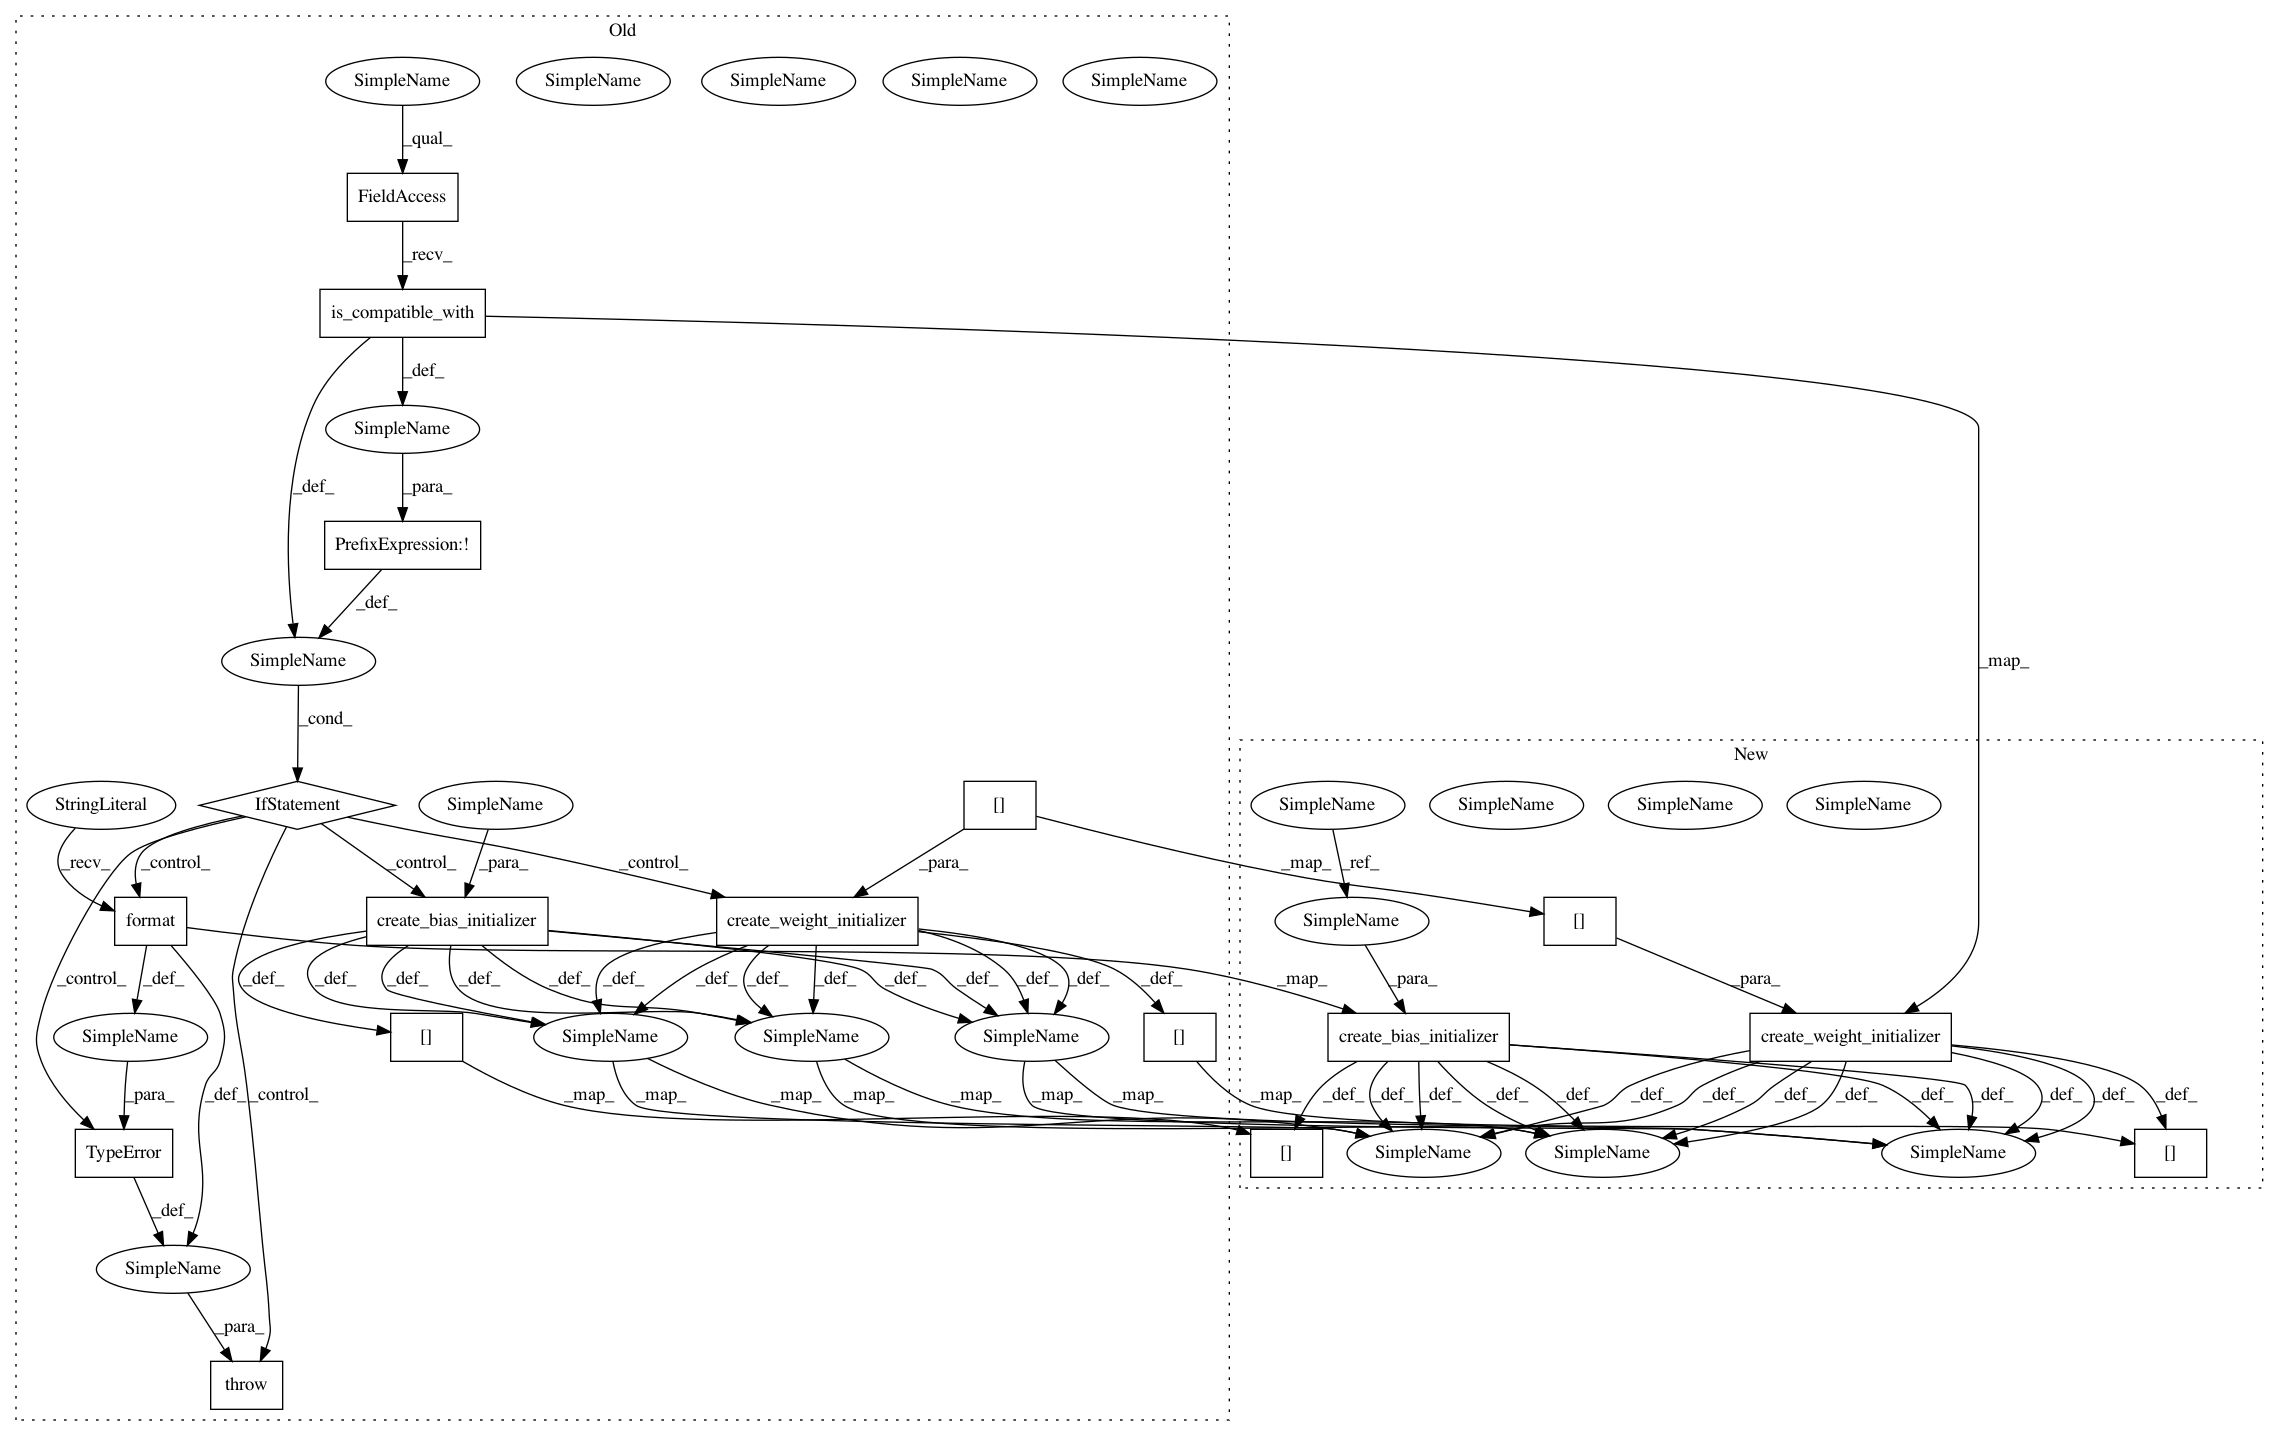 Old
SimpleName SimpleName SimpleName SimpleName SimpleName
_qual_
FieldAccess
_recv_
is_compatible_with
_def_
SimpleName
_def_ _para_
PrefixExpression:!
_def_
SimpleName _map_
_cond_
New
StringLiteral IfStatement SimpleName [] SimpleName SimpleName SimpleName SimpleName
_recv_ _control_ _control_ _para_ _control_ _para_ _map_ _ref_
format create_bias_initializer create_weight_initializer SimpleName []
_control_ _def_ _def_ _def_ _def_ _def_ _def_ _def_ _def_ _def_ _def_ _def_ _def_ _def_ _def_ _map_ _para_ _para_
SimpleName [] SimpleName SimpleName SimpleName [] create_bias_initializer create_weight_initializer
_para_ _def_ _control_ _map_ _map_ _map_ _map_ _map_ _map_ _map_ _map_ _def_ _def_ _def_ _def_ _def_ _def_ _def_ _def_ _def_ _def_ _def_ _def_ _def_ _def_
TypeError [] SimpleName SimpleName SimpleName []
_def_
SimpleName
_para_
throw